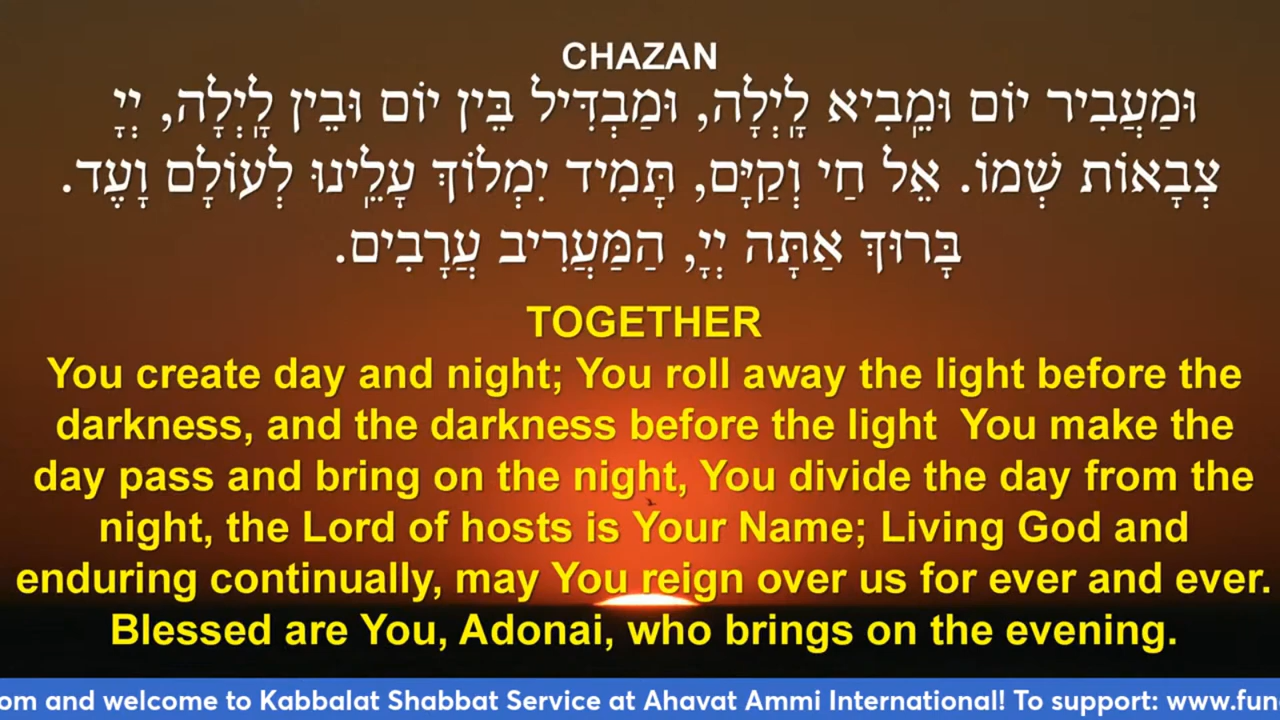 CHAZAN
וּמַעֲבִיר יוֹם וּמֵבִיא לָיְלָה, וּמַבְדִּיל בֵּין יוֹם וּבֵין לָיְלָה, יְיָ
צְבָאוֹת שְׁמוֹ. אֵל חַי וְקַיָּם, תָּמִיד יִמְלוֹךְ עָלֵינוּ לְעוֹלָם וָעֶד.
בָּרוּךְ אַתָּה יְיָ, הַמַּעֲרִיב עֲרָבִים.
TOGETHER
You create day and night; You roll away the light before the
darkness, and the darkness before the light  You make the
day pass and bring on the night, You divide the day from the
night, the Lord of hosts is Your Name; Living God and
enduring continually, may You reign over us for ever and ever.
Blessed are You, Adonai, who brings on the evening.
om and welcome to Kabbalat Shabbat Service at Ahavat Ammi International! To support: www.fun